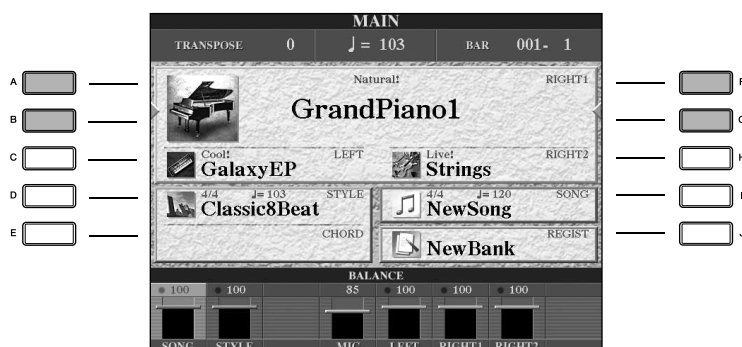 MAIN
TRANSPOSE 0 ♩= 103 BAR 001- 1
A
Natural! RIGHT1
GrandPiano1
B
C
Cool! LEFT
GalaxyEP
Live! RIGHT2
Strings
D
4/4 ♩=103 STYLE
Classic8Beat
4/4 ♩=120 SONG
NewSong
E
CHORD
REGIST
NewBank
BALANCE
100 100 85 100 100 100
SONG STYLE MIC LEFT RIGHT1 RIGHT2